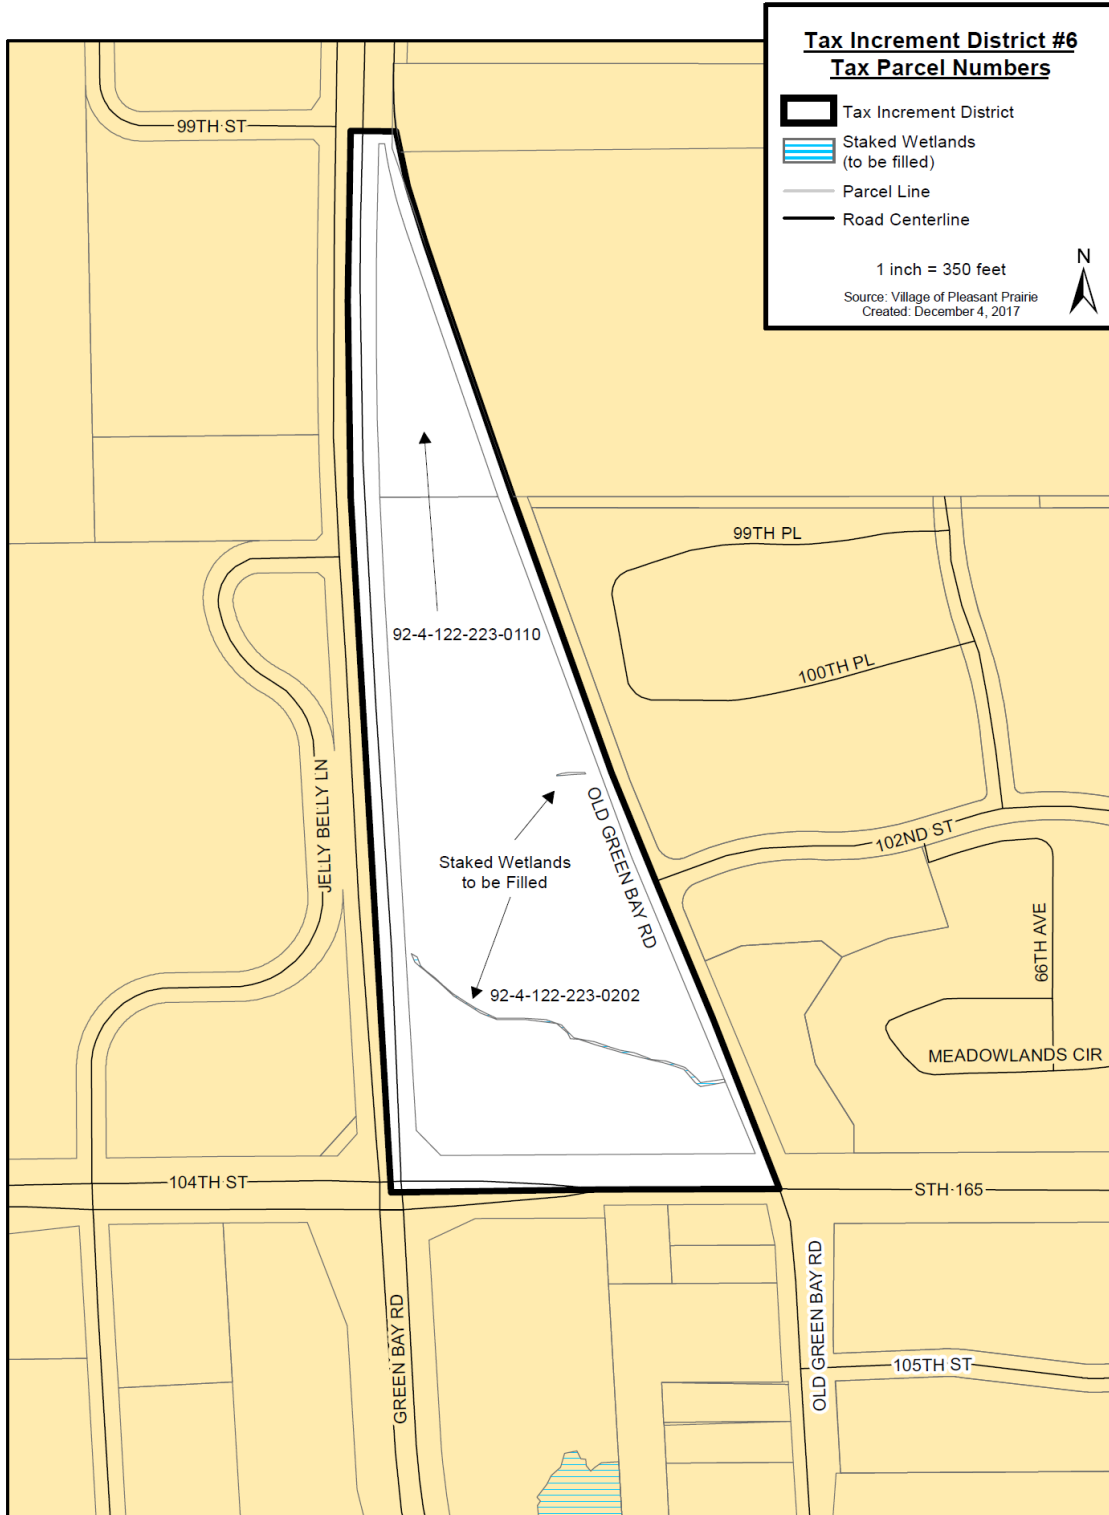 Tax Increment District #6
Tax Parcel Numbers
Tax Increment District
Staked Wetlands
(to be filled)
Parcel Line
Road Centerline
1 inch = 350 feet
N
Source: Village of Pleasant Prairie
Created: December 4, 2017
99TH ST
99TH PL
92-4-122-223-0110
100TH PL
JELLY BELLY LN
OLD GREEN BAY RD
102ND ST
Staked Wetlands
to be Filled
66TH AVE
92-4-122-223-0202
MEADOWLANDS CIR
104TH ST
STH 165
GREEN BAY RD
OLD GREEN BAY RD
105TH ST